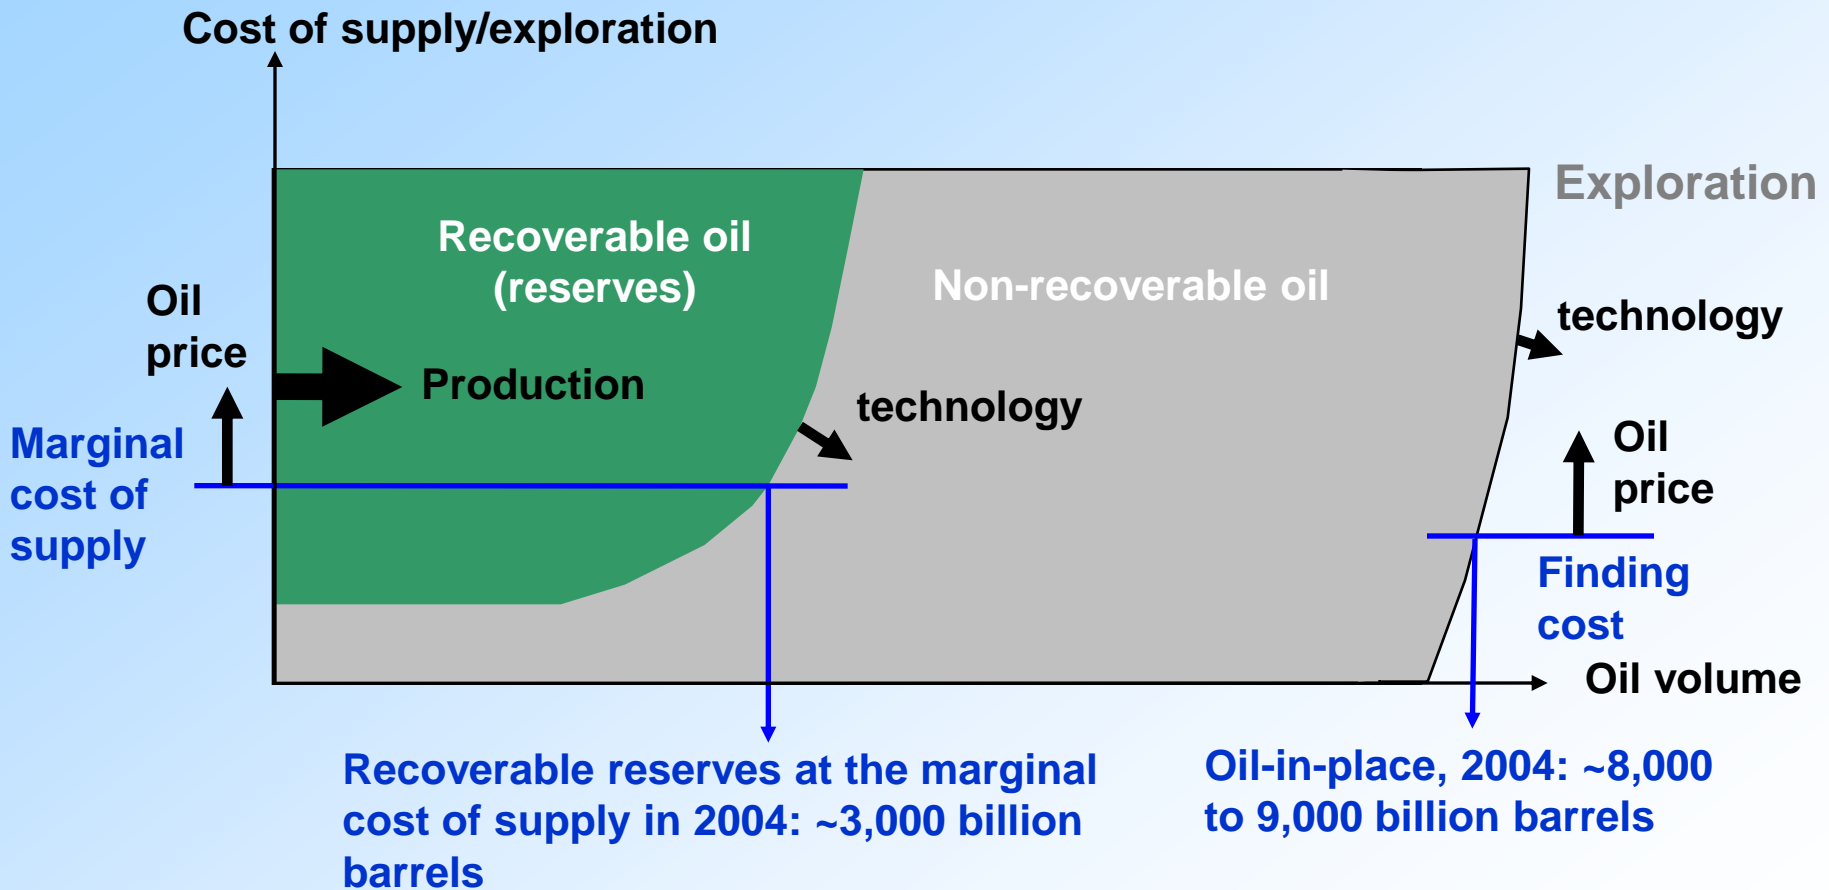 Cost of supply/exploration
Exploration
Recoverable oil
(reserves)
Non-recoverable oil
Oil
price
technology
Production
technology
Marginal
cost of
supply
Oil
price
Finding
cost
Oil volume
Recoverable reserves at the marginal
cost of supply in 2004: ~3,000 billion
barrels
Oil-in-place, 2004: ~8,000
to 9,000 billion barrels